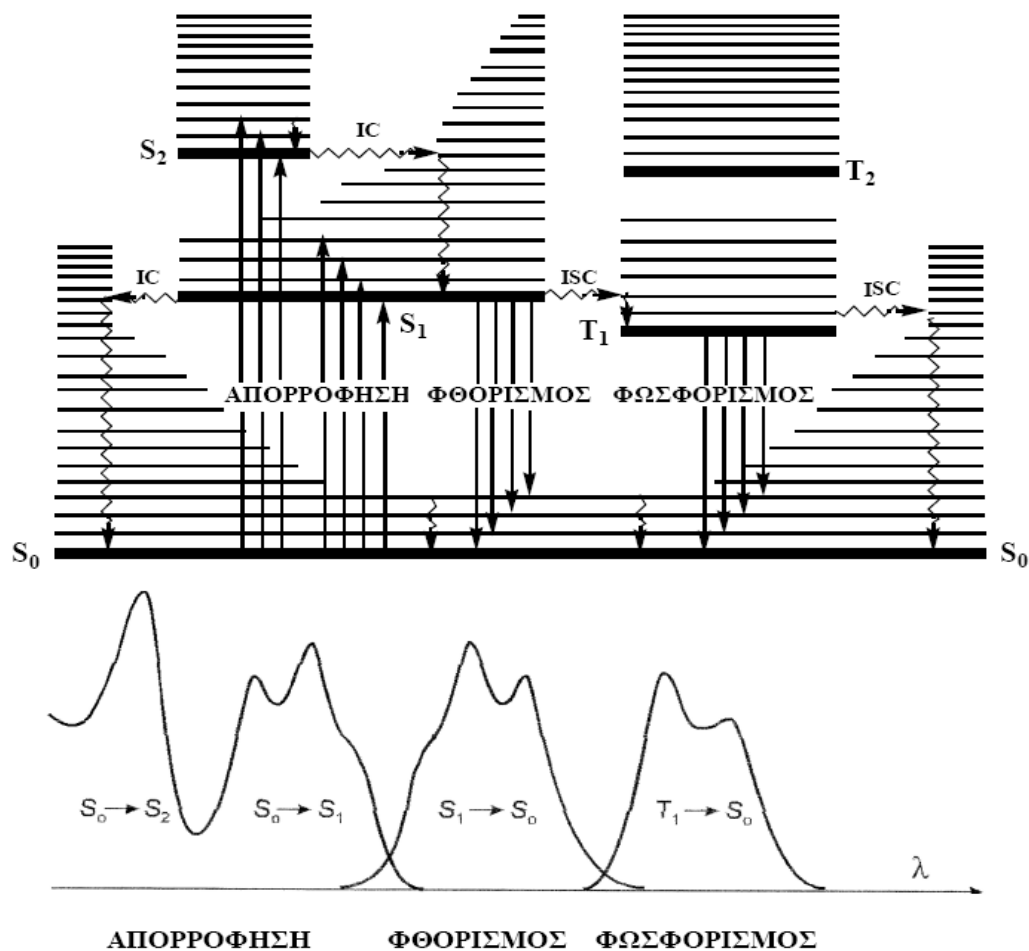 IC
S₂
T₂
IC
ISC
ISC
S₁
T₁
ΑΠΟΡΡΟΦΗΣΗ ΦΘΟΡΙΣΜΟΣ ΦΩΣΦΟΡΙΣΜΟΣ
S₀ S₀
S₀→S₂ S₀→S₁ S₁→S₀ T₁→S₀
λ
ΑΠΟΡΡΟΦΗΣΗ ΦΘΟΡΙΣΜΟΣ ΦΩΣΦΟΡΙΣΜΟΣ